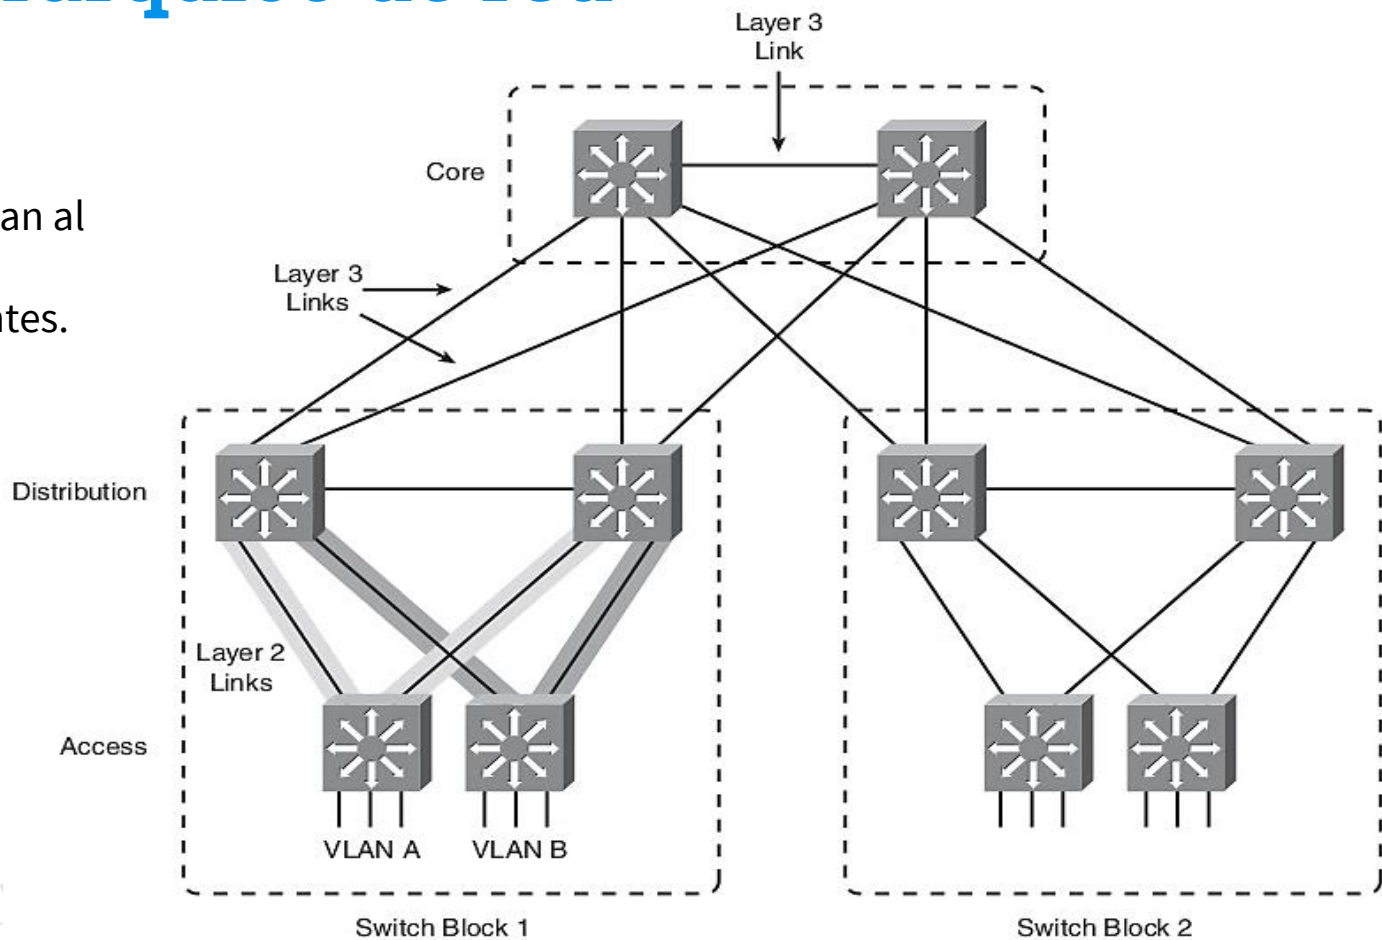 Layer 3
Link
Core
an al
Layer 3
Links
Distribution
Layer 2
Links
Access
VLAN A
VLAN B
Switch Block 1
Switch Block 2